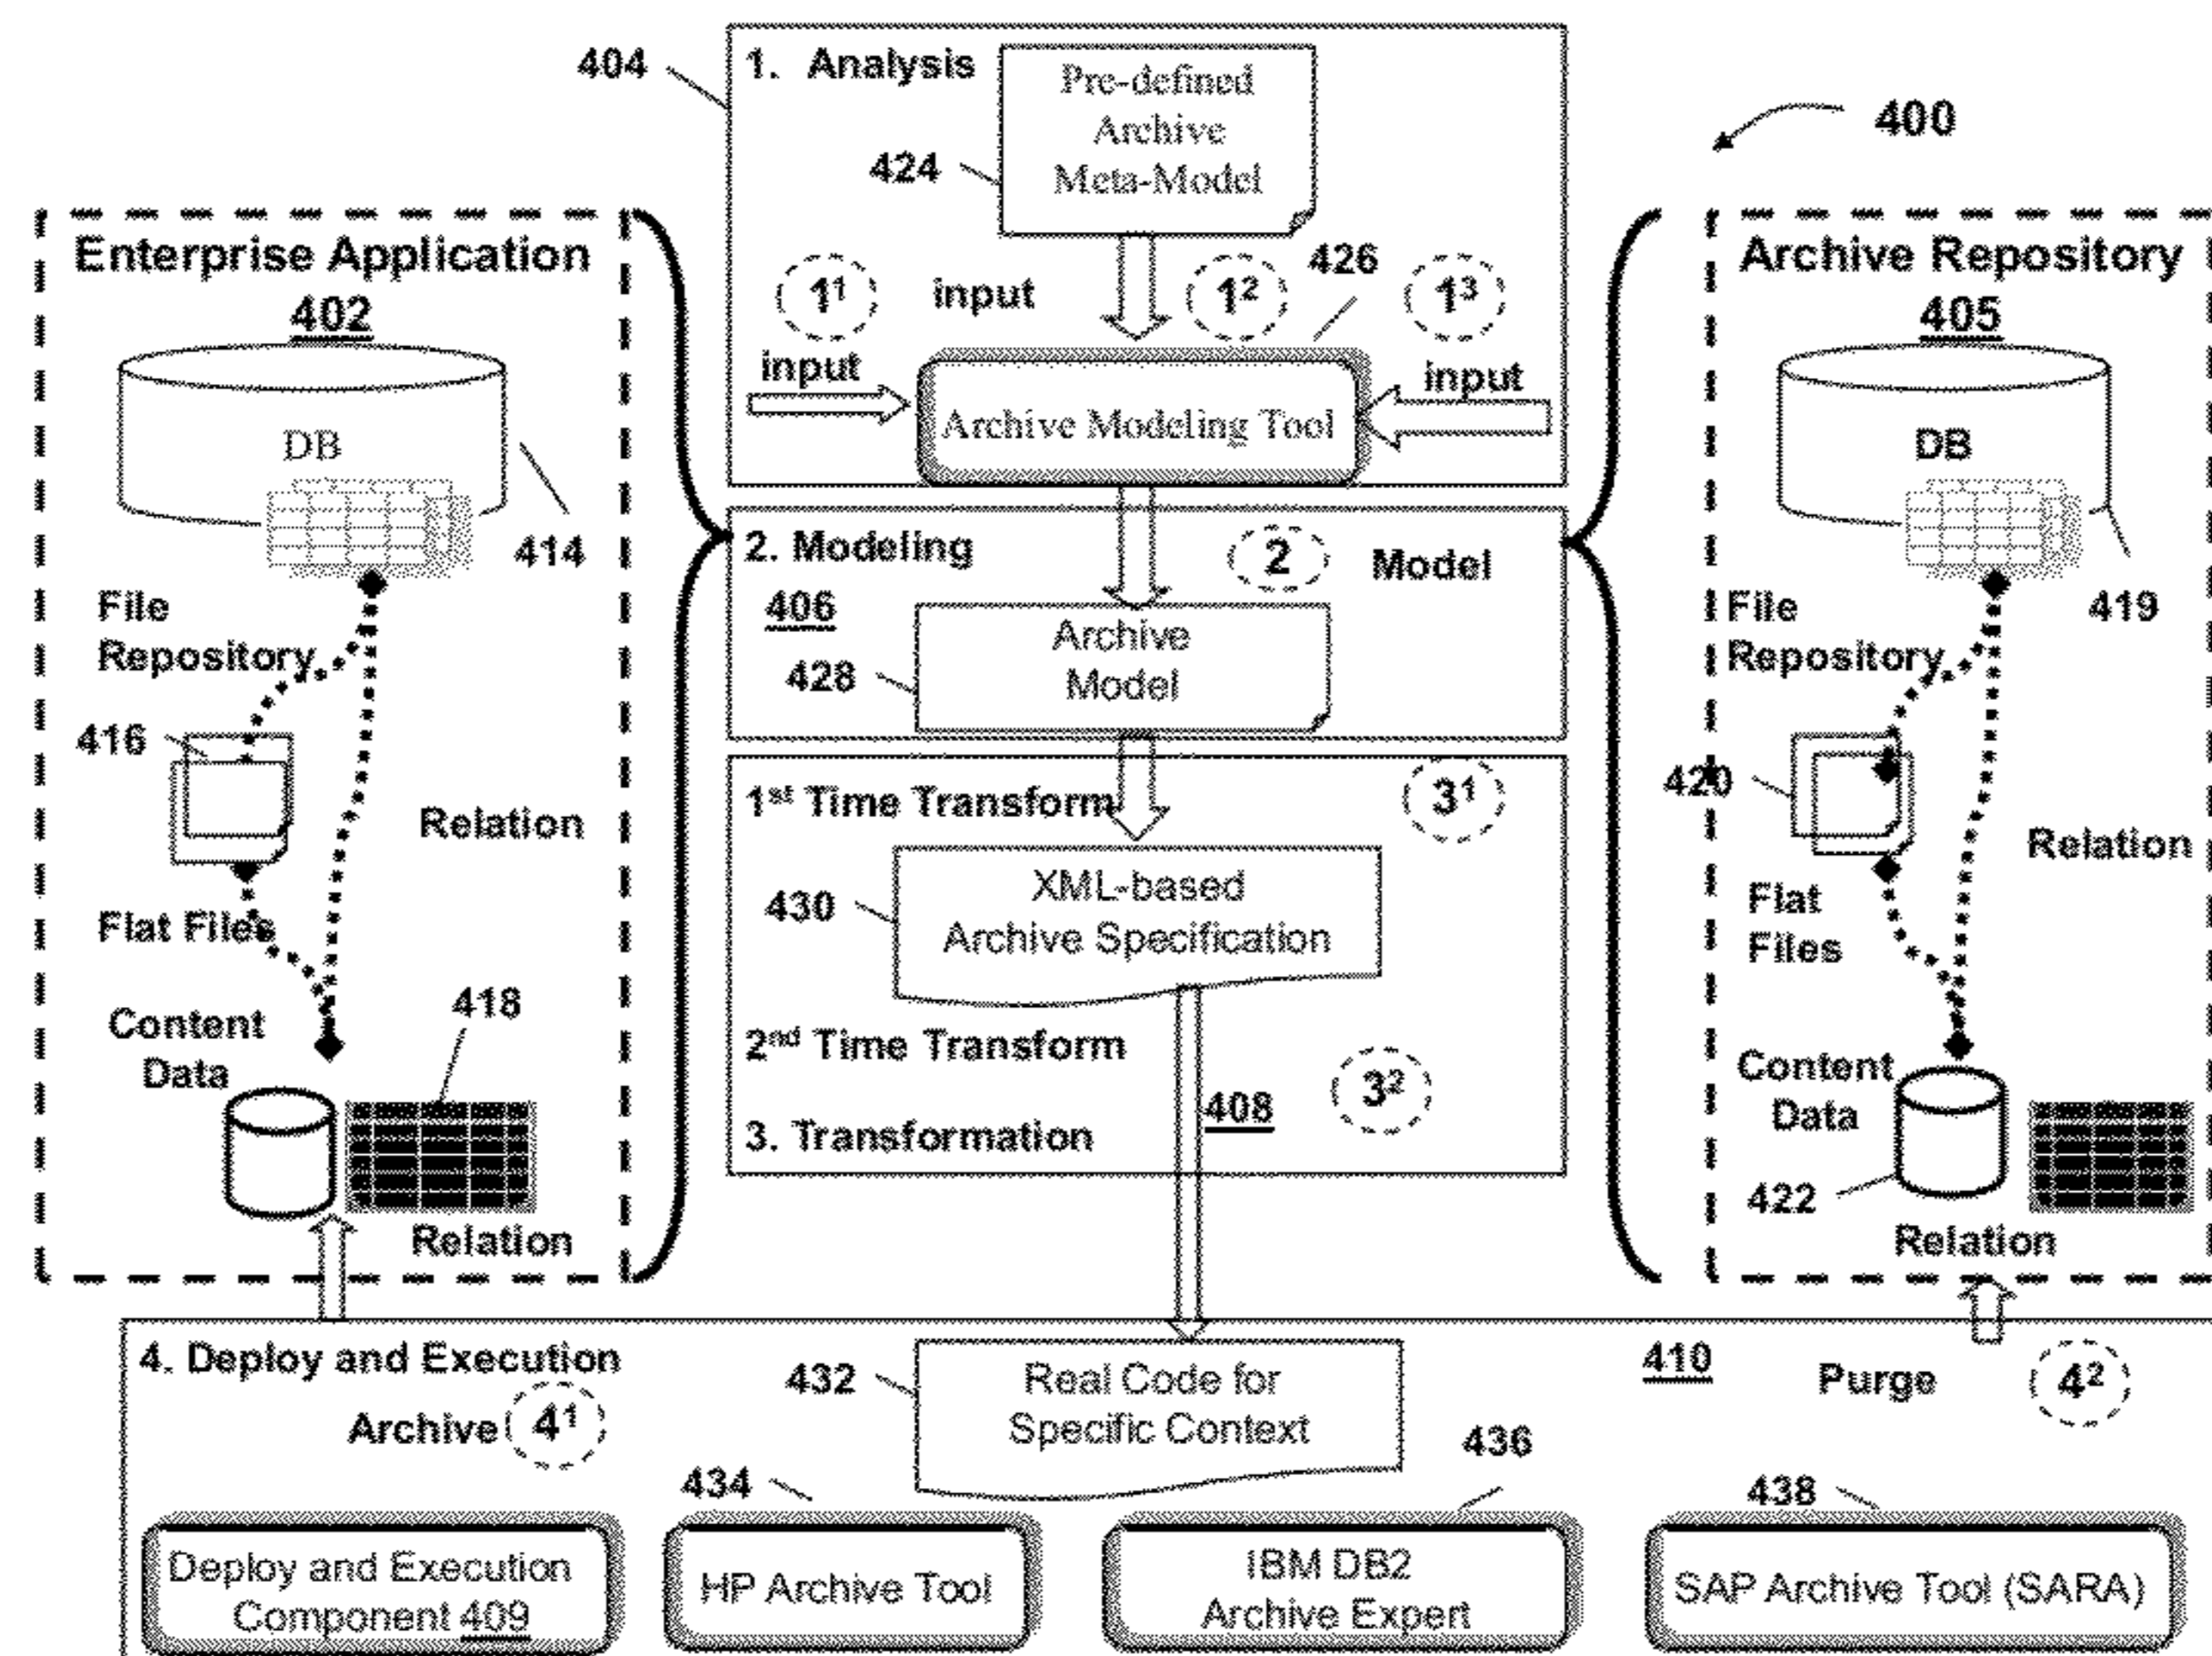 404
1. Analysis
Pre-defined
Archive
Meta-Model
424
400
Enterprise Application
402
DB
414
File
Repository
416
Relation
Flat Files
418
Content
Data
Relation
1¹
input
1²
426
1³
input
input
Archive Modeling Tool
2. Modeling
2
Model
406
Archive
Model
428
1st Time Transform
3¹
XML-based
Archive Specification
430
2nd Time Transform
3²
408
3. Transformation
Archive Repository
405
DB
419
File
Repository
420
Relation
Flat
Files
Content
Data
422
Relation
4. Deploy and Execution
Archive
4¹
432
Real Code for
Specific Context
410
Purge
4²
434
436
438
Deploy and Execution
Component 409
HP Archive Tool
IBM DB2
Archive Expert
SAP Archive Tool (SARA)